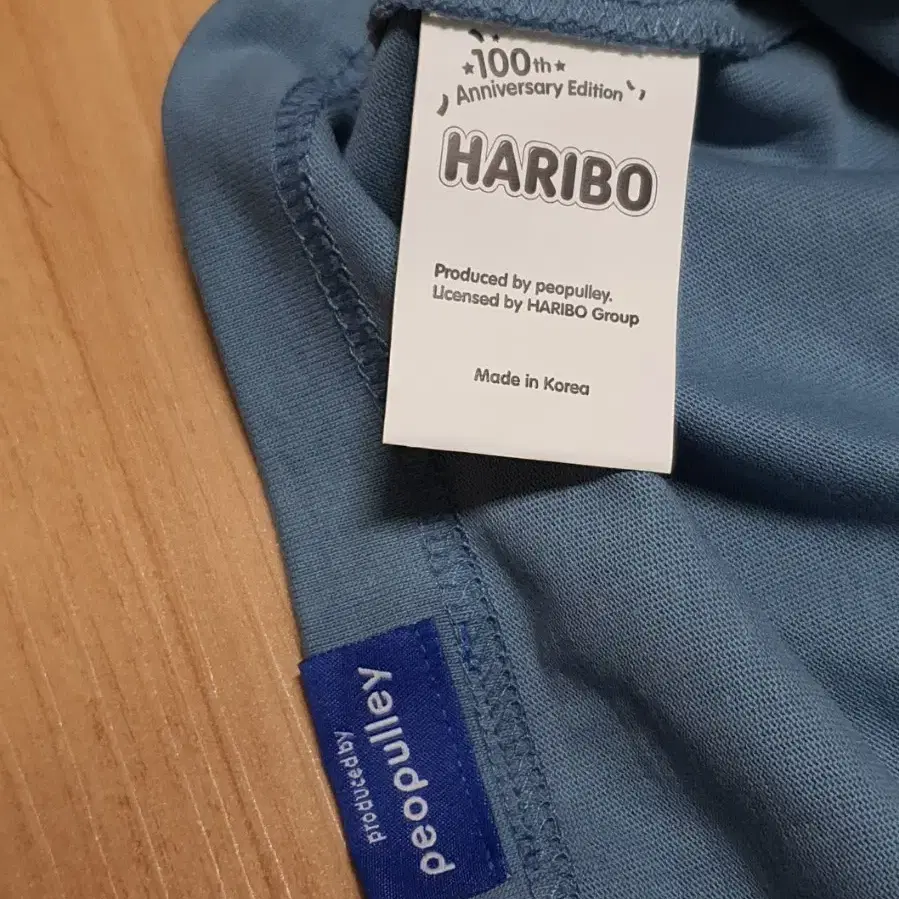 100th
Anniversary Edition
HARIBO
Produced by peopulley.
Licensed by HARIBO Group
Made in Korea
produced by
peopulley